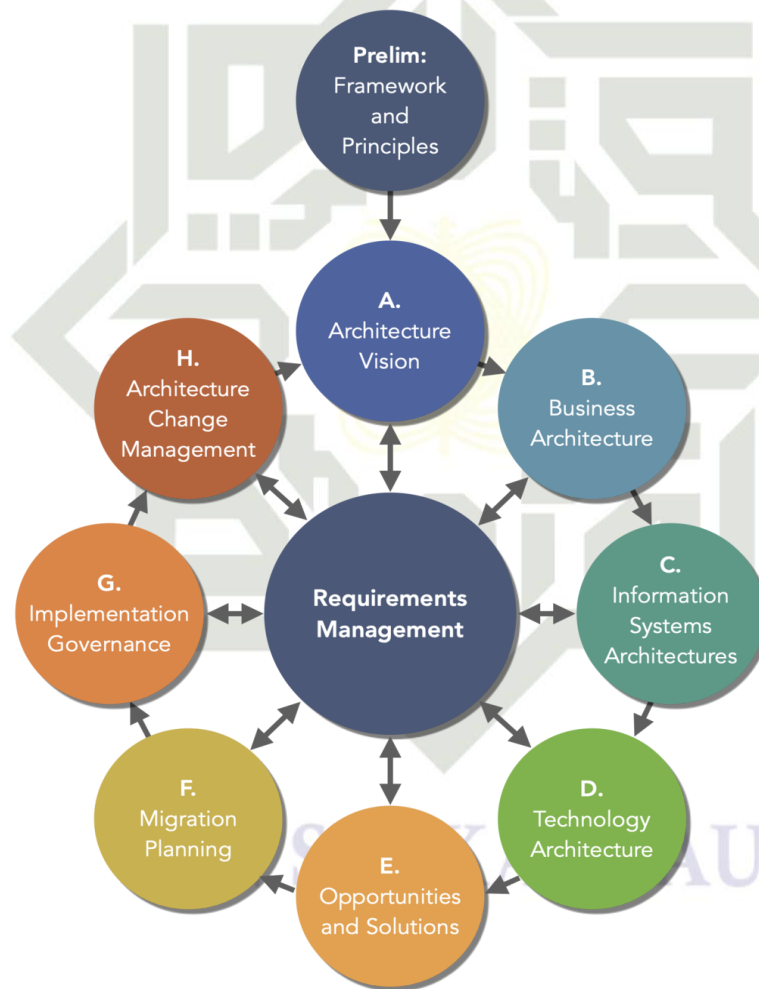 Prelim:
Framework
and
Principles
A.
Architecture
Vision
H.
Architecture
Change
Management
B.
Business
Architecture
G.
Implementation
Governance
Requirements
Management
C.
Information
Systems
Architectures
F.
Migration
Planning
D.
Technology
Architecture
E.
Opportunities
and Solutions